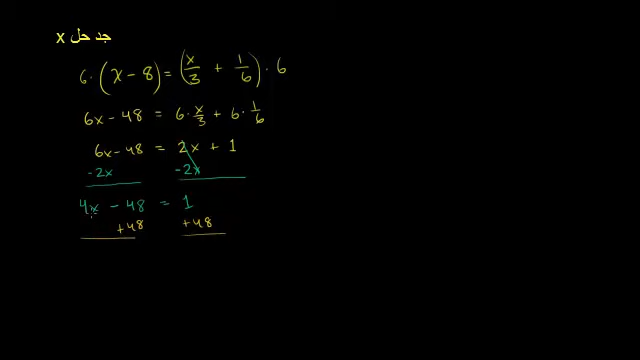 جد حل x
6 · (x - 8) = (x/3 + 1/6) · 6
6x - 48 = 6 · x/3 + 6 · 1/6
6x - 48 = 2x + 1
-2x -2x
4x - 48 = 1
+48 +48